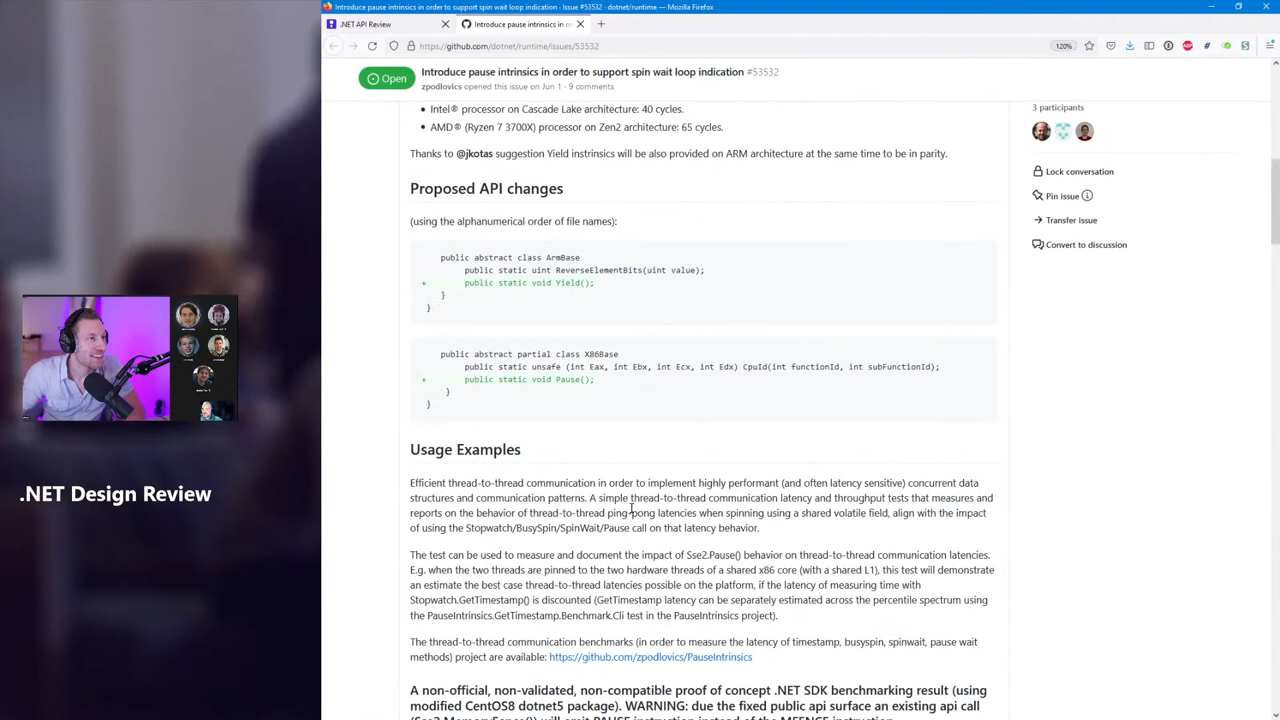 Introduce pause intrinsics in order to support spin wait loop indication · Issue #53532 · dotnet/runtime — Mozilla Firefox
.NET API Review
Introduce pause intrinsics in or
https://github.com/dotnet/runtime/issues/53532
120%
Open
Introduce pause intrinsics in order to support spin wait loop indication #53532
zpodlovics opened this issue on Jun 1 · 9 comments
• Intel® processor on Cascade Lake architecture: 40 cycles.
• AMD® (Ryzen 7 3700X) processor on Zen2 architecture: 65 cycles.
Thanks to @jkotas suggestion Yield instrinsics will be also provided on ARM architecture at the same time to be in parity.
Proposed API changes
(using the alphanumerical order of file names):
public abstract class ArmBase
public static uint ReverseElementBits(uint value);
+ public static void Yield();
}
}
public abstract partial class X86Base
public static unsafe (int Eax, int Ebx, int Ecx, int Edx) CpuId(int functionId, int subFunctionId);
+ public static void Pause();
}
}
Usage Examples
Efficient thread-to-thread communication in order to implement highly performant (and often latency sensitive) concurrent data
structures and communication patterns. A simple thread-to-thread communication latency and throughput tests that measures and
reports on the behavior of thread-to-thread ping-pong latencies when spinning using a shared volatile field, align with the impact
of using the Stopwatch/BusySpin/SpinWait/Pause call on that latency behavior.
The test can be used to measure and document the impact of Sse2.Pause() behavior on thread-to-thread communication latencies.
E.g. when the two threads are pinned to the two hardware threads of a shared x86 core (with a shared L1), this test will demonstrate
an estimate the best case thread-to-thread latencies possible on the platform, if the latency of measuring time with
Stopwatch.GetTimestamp() is discounted (GetTimestamp latency can be separately estimated across the percentile spectrum using
the PauseIntrinsics.GetTimestamp.Benchmark.Cli test in the PauseIntrinsics project).
The thread-to-thread communication benchmarks (in order to measure the latency of timestamp, busyspin, spinwait, pause wait
methods) project are available: https://github.com/zpodlovics/PauseIntrinsics
A non-official, non-validated, non-compatible proof of concept .NET SDK benchmarking result (using
modified CentOS8 dotnet5 package). WARNING: due the fixed public api surface an existing api call
(Sse2.MemoryFence()) will emit PAUSE instruction instead of the MFENCE instruction
3 participants
Lock conversation
Pin issue
Transfer issue
Convert to discussion
.NET Design Review